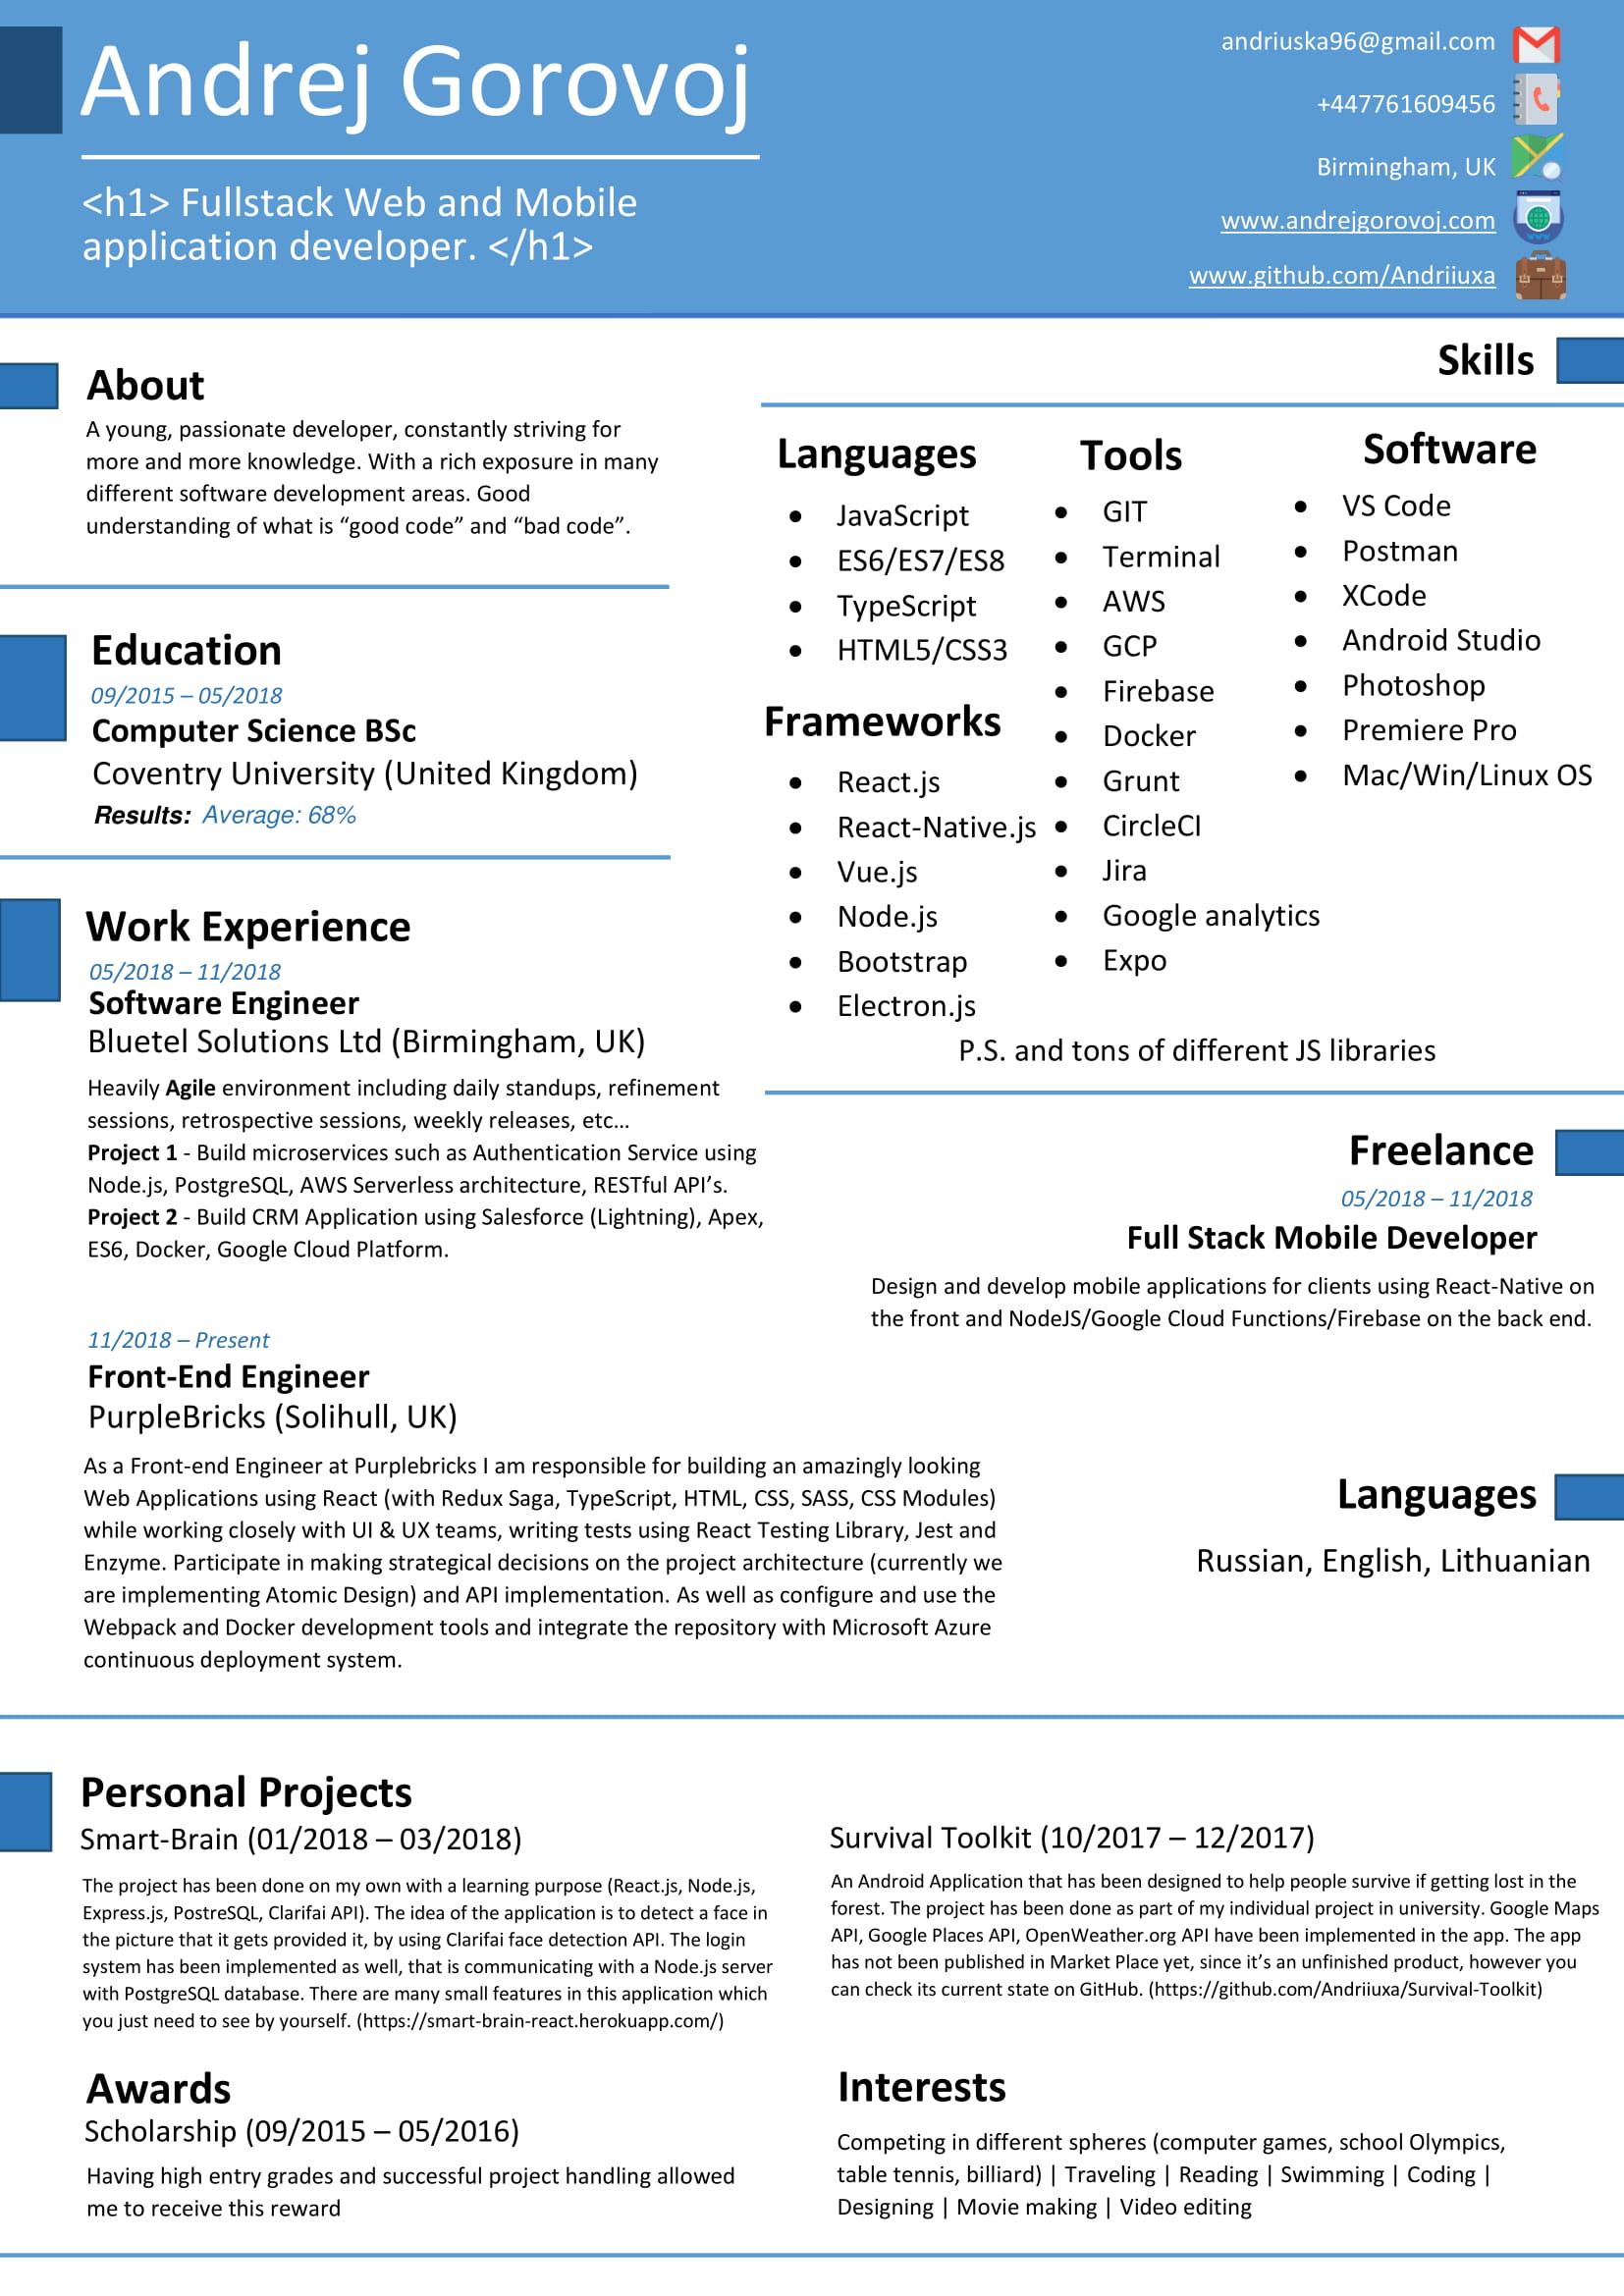 Andrej Gorovoj
<h1> Fullstack Web and Mobile
application developer. </h1>
andriuska96@gmail.com
+447761609456
Birmingham, UK
www.andrejgorovoj.com
www.github.com/Andriiuxa
About
A young, passionate developer, constantly striving for
more and more knowledge. With a rich exposure in many
different software development areas. Good
understanding of what is “good code” and “bad code”.
Education
09/2015 – 05/2018
Computer Science BSc
Coventry University (United Kingdom)
Results: Average: 68%
Work Experience
05/2018 – 11/2018
Software Engineer
Bluetel Solutions Ltd (Birmingham, UK)
Heavily Agile environment including daily standups, refinement
sessions, retrospective sessions, weekly releases, etc...
Project 1 - Build microservices such as Authentication Service using
Node.js, PostgreSQL, AWS Serverless architecture, RESTful API’s.
Project 2 - Build CRM Application using Salesforce (Lightning), Apex,
ES6, Docker, Google Cloud Platform.
11/2018 – Present
Front-End Engineer
PurpleBricks (Solihull, UK)
As a Front-end Engineer at Purplebricks I am responsible for building an amazingly looking
Web Applications using React (with Redux Saga, TypeScript, HTML, CSS, SASS, CSS Modules)
while working closely with UI & UX teams, writing tests using React Testing Library, Jest and
Enzyme. Participate in making strategical decisions on the project architecture (currently we
are implementing Atomic Design) and API implementation. As well as configure and use the
Webpack and Docker development tools and integrate the repository with Microsoft Azure
continuous deployment system.
Skills
Languages
• JavaScript
• ES6/ES7/ES8
• TypeScript
• HTML5/CSS3
Frameworks
• React.js
• React-Native.js
• Vue.js
• Node.js
• Bootstrap
• Electron.js
Tools
• GIT
• Terminal
• AWS
• GCP
• Firebase
• Docker
• Grunt
• CircleCI
• Jira
• Google analytics
• Expo
Software
• VS Code
• Postman
• XCode
• Android Studio
• Photoshop
• Premiere Pro
• Mac/Win/Linux OS
P.S. and tons of different JS libraries
Freelance
05/2018 – 11/2018
Full Stack Mobile Developer
Design and develop mobile applications for clients using React-Native on
the front and NodeJS/Google Cloud Functions/Firebase on the back end.
Languages
Russian, English, Lithuanian
Personal Projects
Smart-Brain (01/2018 – 03/2018)
The project has been done on my own with a learning purpose (React.js, Node.js,
Express.js, PostreSQL, Clarifai API). The idea of the application is to detect a face in
the picture that it gets provided it, by using Clarifai face detection API. The login
system has been implemented as well, that is communicating with a Node.js server
with PostgreSQL database. There are many small features in this application which
you just need to see by yourself. (https://smart-brain-react.herokuapp.com/)
Survival Toolkit (10/2017 – 12/2017)
An Android Application that has been designed to help people survive if getting lost in the
forest. The project has been done as part of my individual project in university. Google Maps
API, Google Places API, OpenWeather.org API have been implemented in the app. The app
has not been published in Market Place yet, since it’s an unfinished product, however you
can check its current state on GitHub. (https://github.com/Andriiuxa/Survival-Toolkit)
Awards
Scholarship (09/2015 – 05/2016)
Having high entry grades and successful project handling allowed
me to receive this reward
Interests
Competing in different spheres (computer games, school Olympics,
table tennis, billiard) | Traveling | Reading | Swimming | Coding |
Designing | Movie making | Video editing